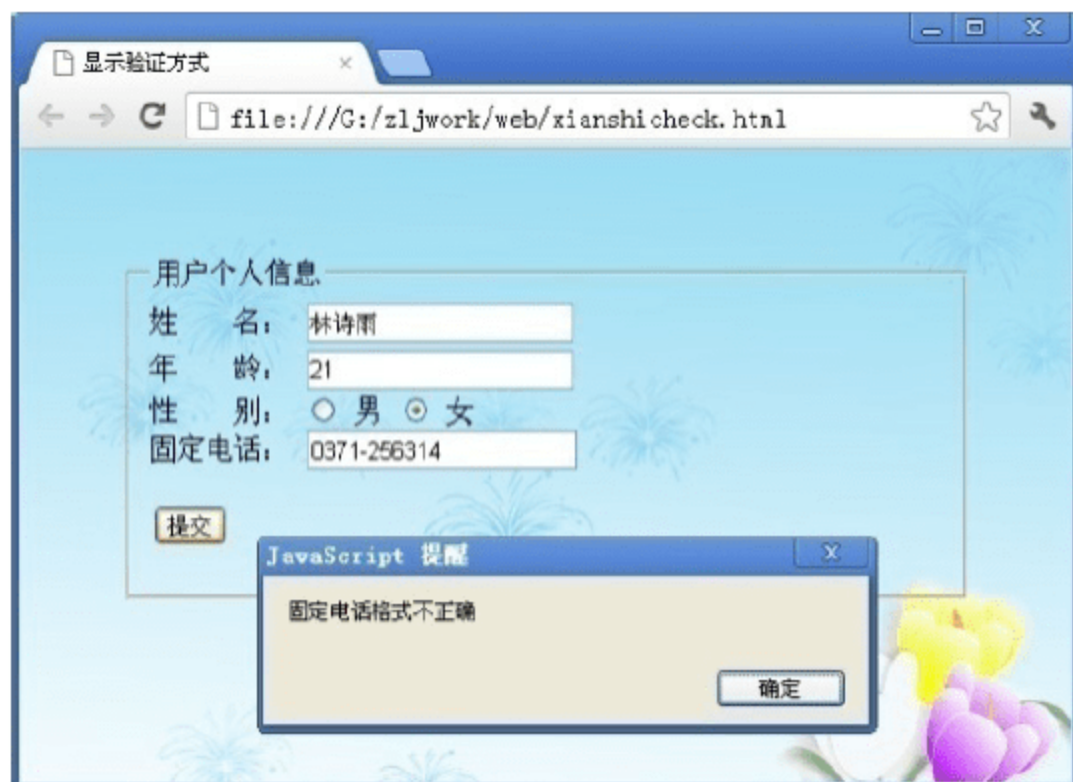 显示验证方式
file:///G:/zljwork/web/xianshicheck.html
用户个人信息
姓 名： 林诗雨
年 龄： 21
性 别： 男 女
固定电话： 0371-256314
提交
JavaScript 提醒
固定电话格式不正确
确定